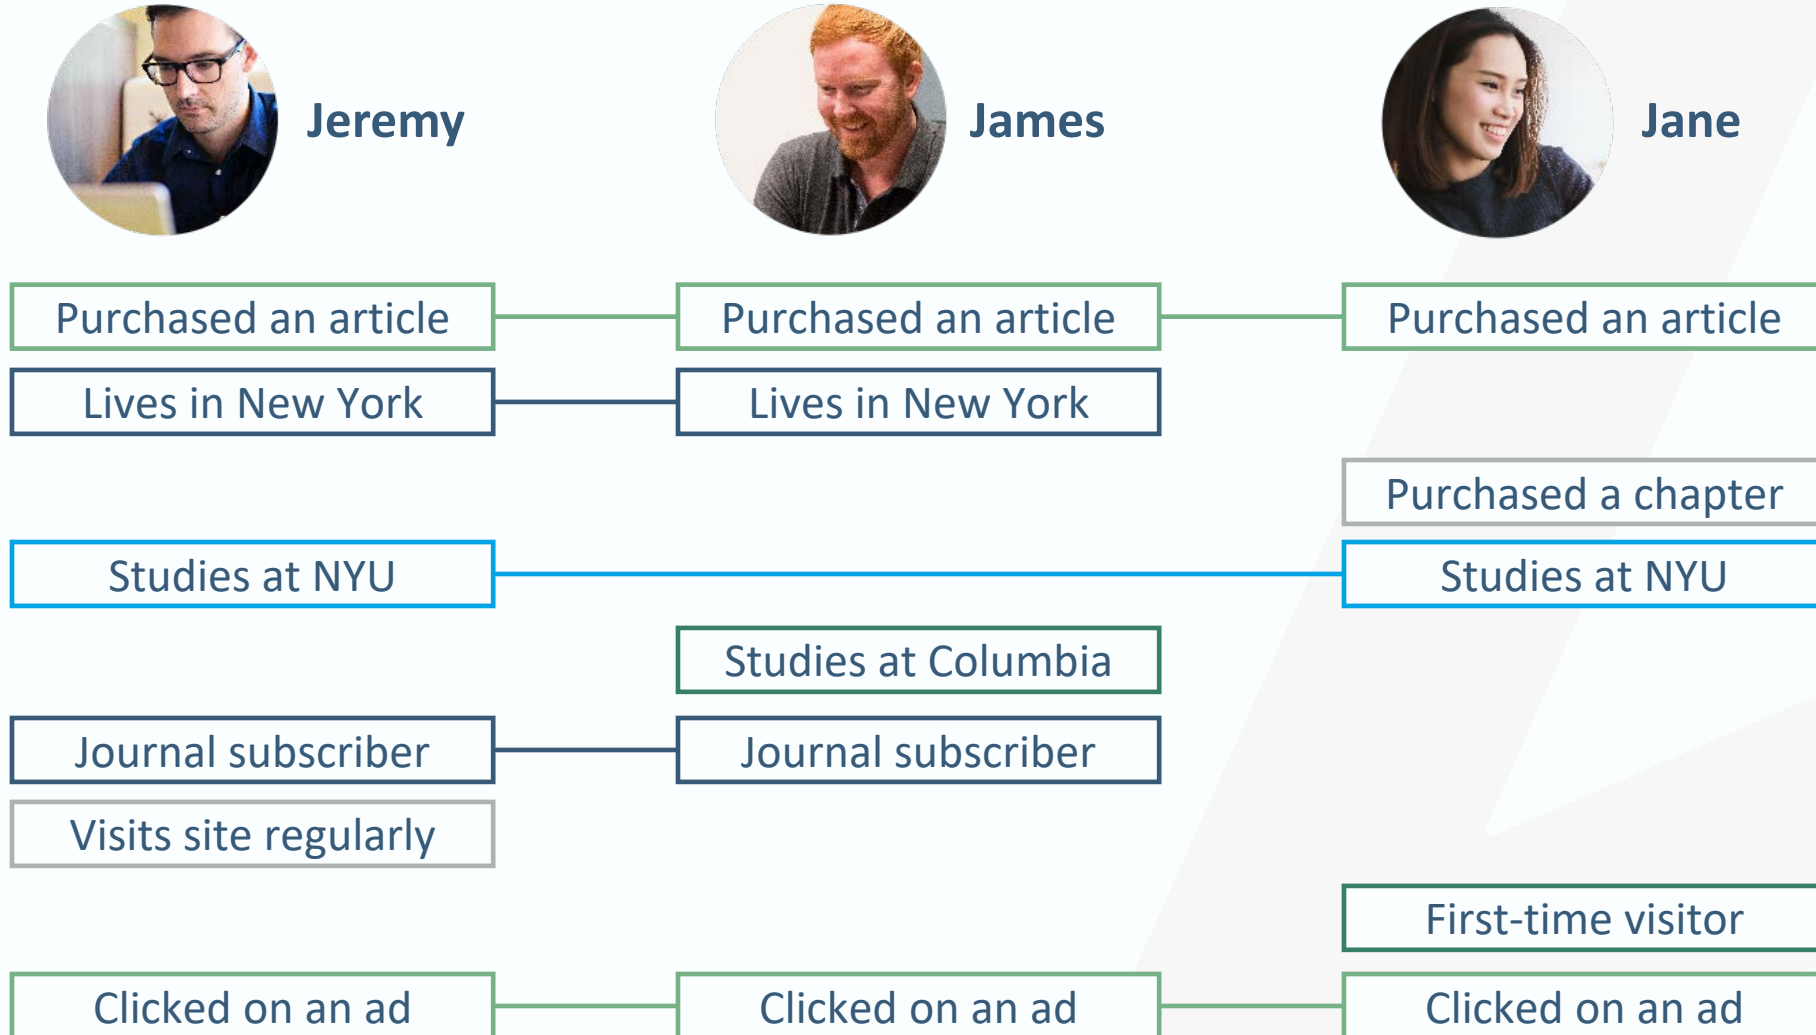 Jeremy
James
Jane
Purchased an article
Purchased an article
Purchased an article
Lives in New York
Lives in New York
Purchased a chapter
Studies at NYU
Studies at NYU
Studies at Columbia
Journal subscriber
Journal subscriber
Visits site regularly
First-time visitor
Clicked on an ad
Clicked on an ad
Clicked on an ad